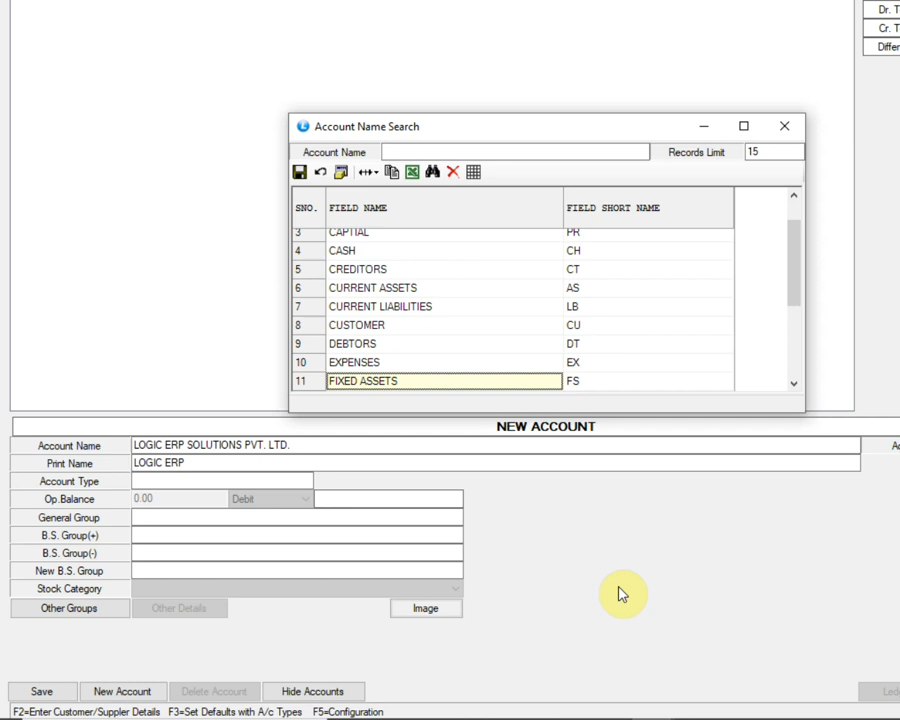 Dr. T
Cr. T
Differ
Account Name Search
Account Name
Records Limit 15
SNO. FIELD NAME FIELD SHORT NAME
3 CAPTIAL PR
4 CASH CH
5 CREDITORS CT
6 CURRENT ASSETS AS
7 CURRENT LIABILITIES LB
8 CUSTOMER CU
9 DEBTORS DT
10 EXPENSES EX
11 FIXED ASSETS FS
NEW ACCOUNT
Account Name LOGIC ERP SOLUTIONS PVT. LTD. Ac
Print Name LOGIC ERP
Account Type
Op.Balance 0.00 Debit
General Group
B.S. Group(+)
B.S. Group(-)
New B.S. Group
Stock Category
Other Groups Other Details Image
Save New Account Delete Account Hide Accounts Led
F2=Enter Customer/Suppler Details F3=Set Defaults with A/c Types F5=Configuration